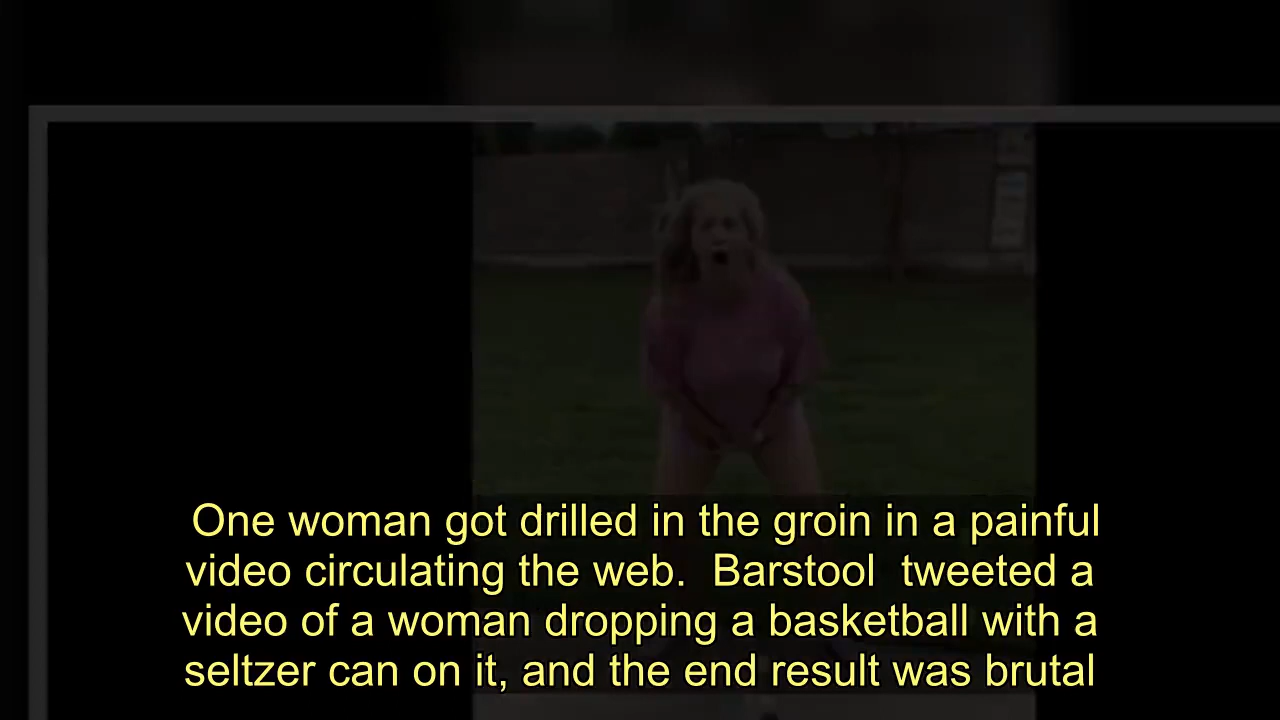 One woman got drilled in the groin in a painful
video circulating the web.  Barstool  tweeted a
video of a woman dropping a basketball with a
seltzer can on it, and the end result was brutal